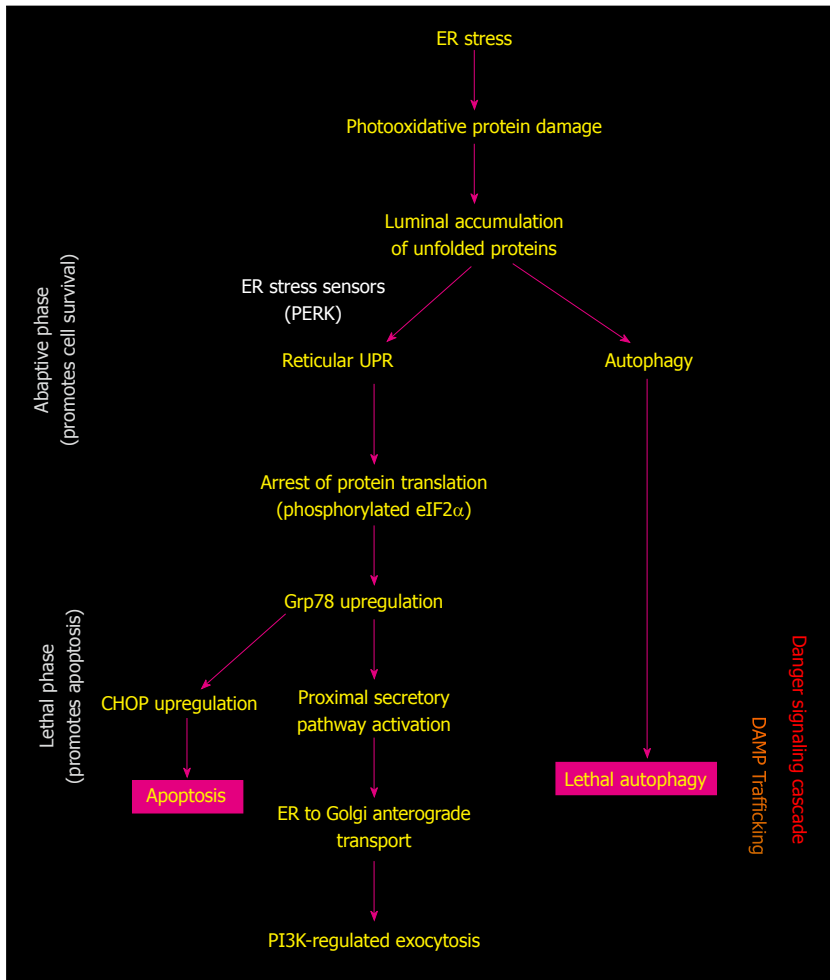 ER stress
Photooxidative protein damage
Luminal accumulation
of unfolded proteins
ER stress sensors
(PERK)
Reticular UPR
Autophagy
Abaptive phase
(promotes cell survival)
Arrest of protein translation
(phosphorylated eIF2α)
Grp78 upregulation
Lethal phase
(promotes apoptosis)
CHOP upregulation
Proximal secretory
pathway activation
Apoptosis
Lethal autophagy
DAMP Trafficking
Danger signaling cascade
ER to Golgi anterograde
transport
PI3K-regulated exocytosis